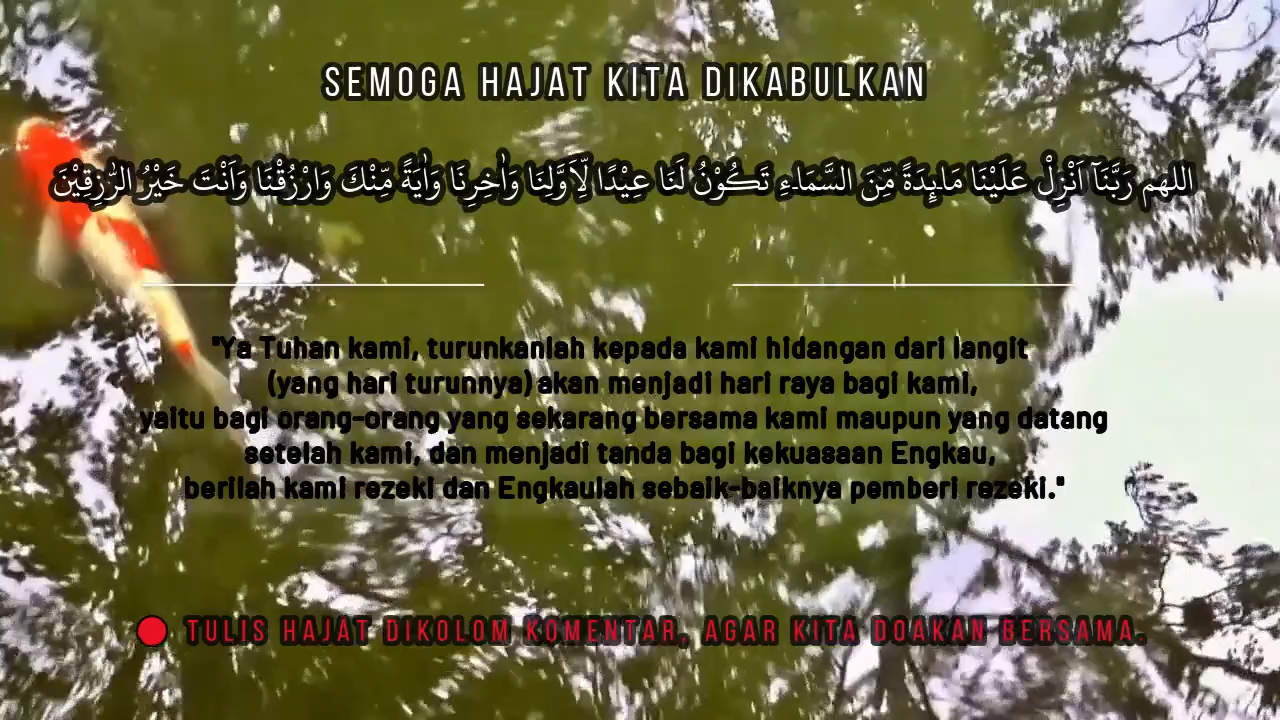 SEMOGA HAJAT KITA DIKABULKAN
اللهم رَبَّنَآ اَنْزِلْ عَلَيْنَا مَاۤىِٕدَةً مِّنَ السَّمَاۤءِ تَكُوْنُ لَنَا عِيْدًا لِّاَوَّلِنَا وَاٰخِرِنَا وَاٰيَةً مِّنْكَ وَارْزُقْنَا وَاَنْتَ خَيْرُ الرّٰزِقِيْنَ
"Ya Tuhan kami, turunkanlah kepada kami hidangan dari langit
(yang hari turunnya) akan menjadi hari raya bagi kami,
yaitu bagi orang-orang yang sekarang bersama kami maupun yang datang
setelah kami, dan menjadi tanda bagi kekuasaan Engkau,
berilah kami rezeki dan Engkaulah sebaik-baiknya pemberi rezeki."
TULIS HAJAT DIKOLOM KOMENTAR, AGAR KITA DOAKAN BERSAMA.